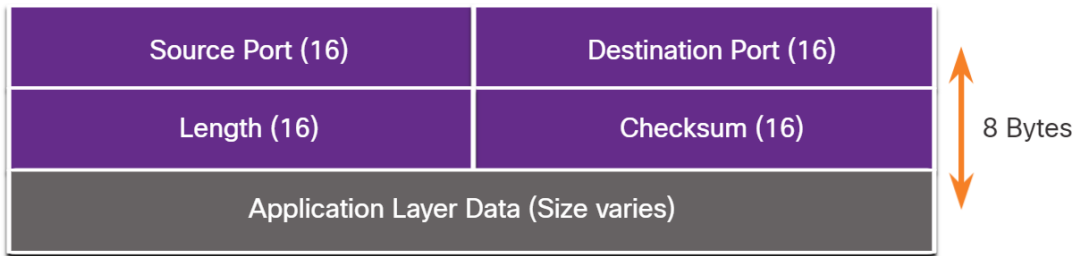 Source Port (16) Destination Port (16)
Length (16) Checksum (16)
8 Bytes
Application Layer Data (Size varies)